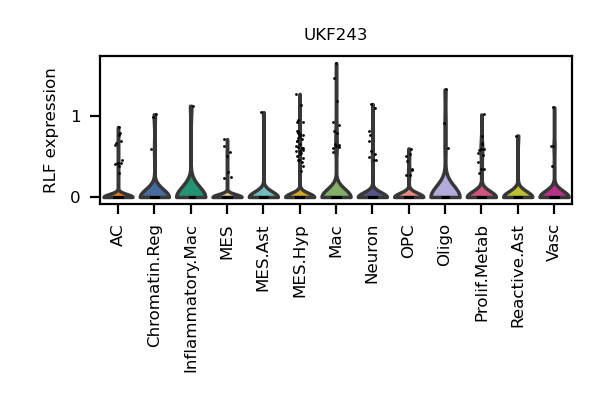 UKF243
RLF expression
1
0
AC
Chromatin.Reg
Inflammatory.Mac
MES
MES.Ast
MES.Hyp
Mac
Neuron
OPC
Oligo
Prolif.Metab
Reactive.Ast
Vasc